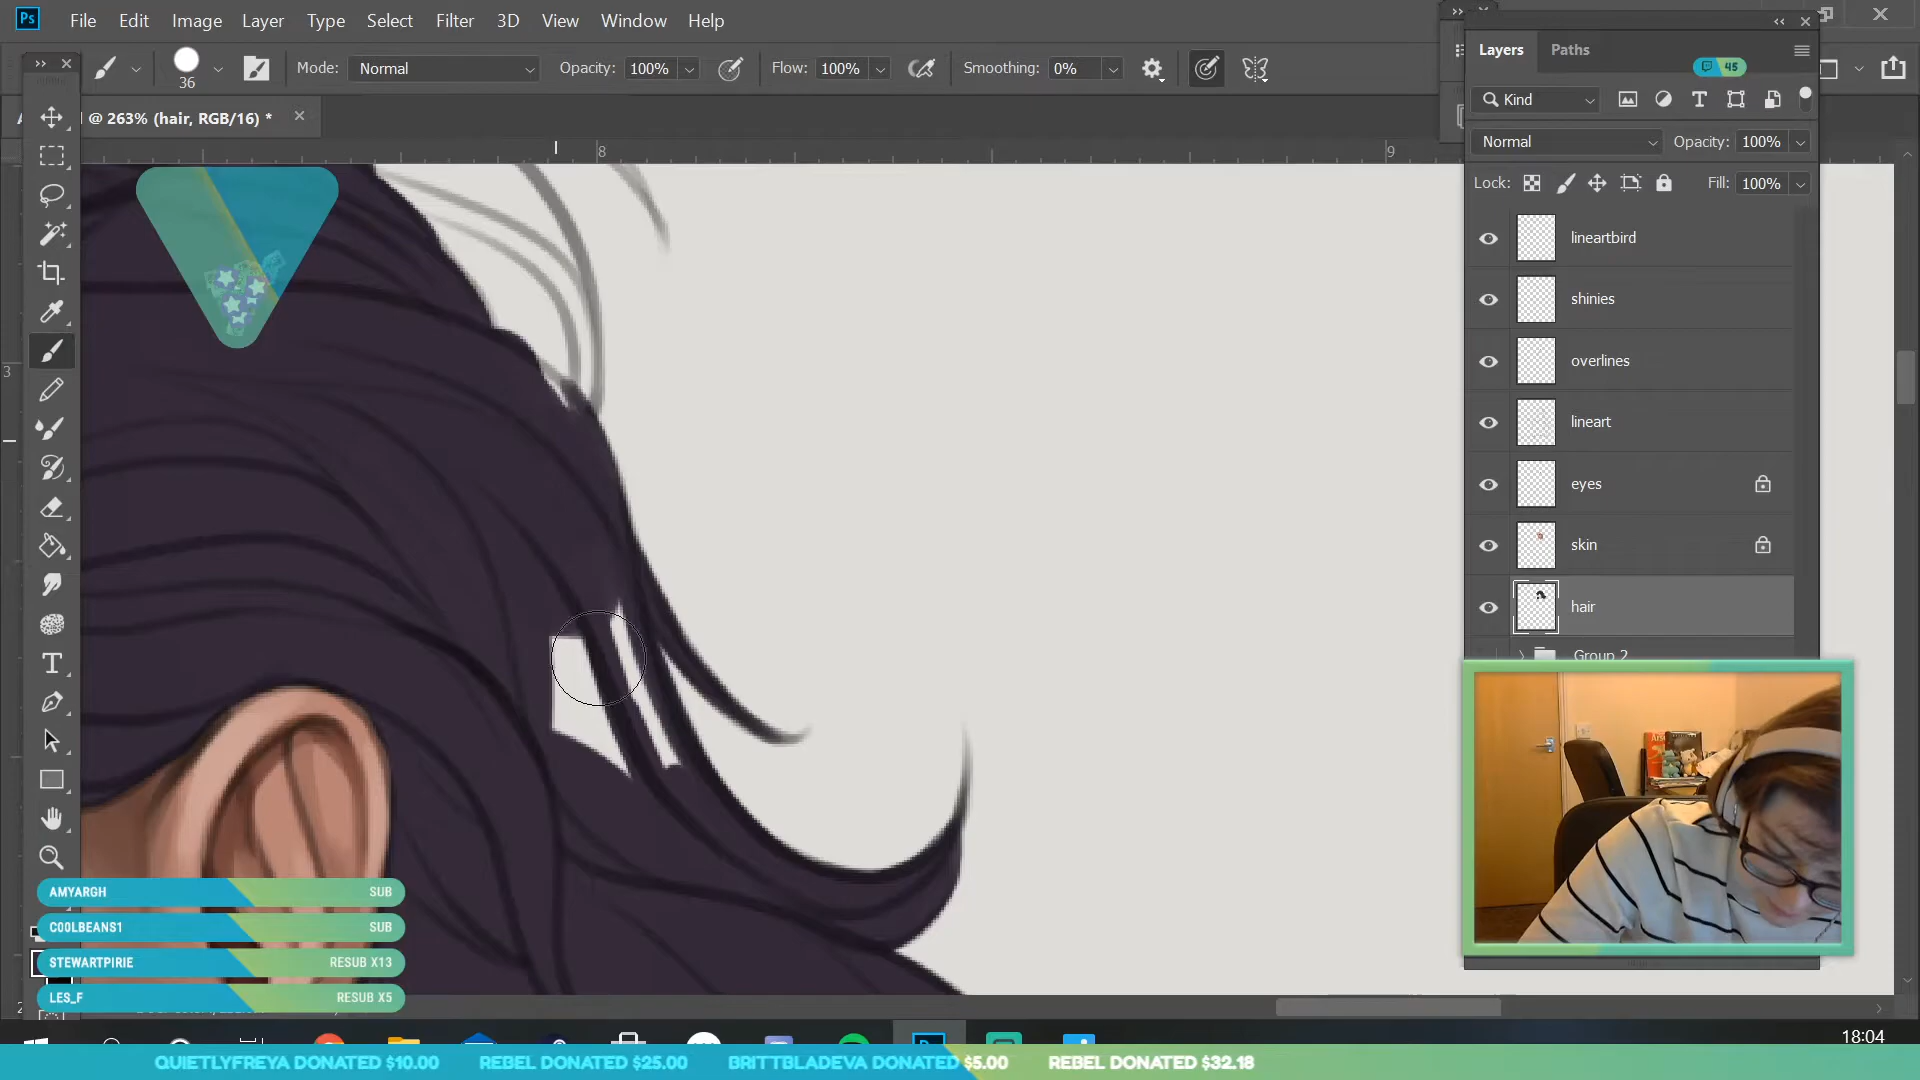 File Edit Image Layer Type Select Filter 3D View Window Help
36 Mode: Normal Opacity: 100% Flow: 100% Smoothing: 0%
@ 263% (hair, RGB/16) *
8 9
3
Layers Paths
45
Kind
Normal Opacity: 100%
Lock: Fill: 100%
lineartbird
shinies
overlines
lineart
eyes
skin
hair
Group 2
AMYARGH SUB
COOLBEANS1 SUB
STEWARTPIRIE RESUB X13
LES_F RESUB X5
18:04
QUIETLYFREYA DONATED $10.00 REBEL DONATED $25.00 BRITTBLADEVA DONATED $5.00 REBEL DONATED $32.18